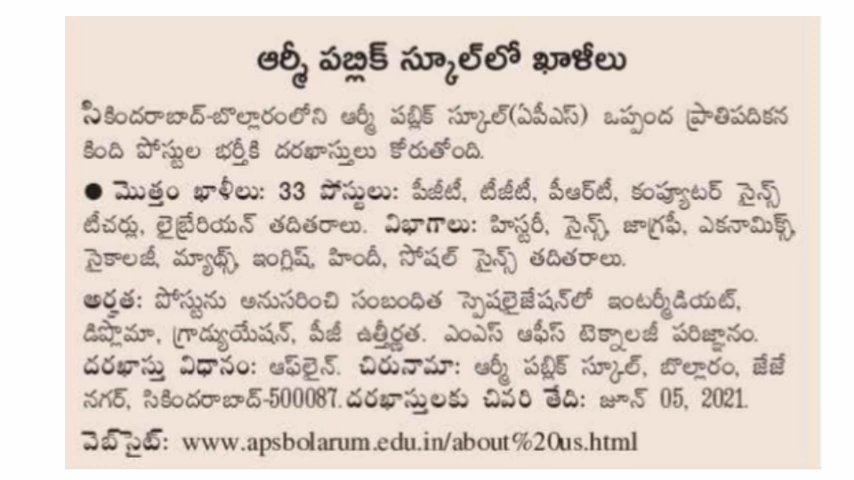 ఆర్మీ పబ్లిక్ స్కూల్‌లో ఖాళీలు
సికిందరాబాద్-బొల్లారంలోని ఆర్మీ పబ్లిక్ స్కూల్(ఏపీఎస్) ఒప్పంద ప్రాతిపదికన
కింది పోస్టుల భర్తీకి దరఖాస్తులు కోరుతోంది.
● మొత్తం ఖాళీలు: 33 పోస్టులు: పీజీటీ, టీజీటీ, పీఆర్‌టీ, కంప్యూటర్ సైన్స్
టీచర్లు, లైబ్రేరియన్ తదితరాలు. విభాగాలు: హిస్టరీ, సైన్స్, జాగ్రఫీ, ఎకనామిక్స్,
సైకాలజీ, మ్యాథ్స్, ఇంగ్లిష్, హిందీ, సోషల్ సైన్స్ తదితరాలు.
అర్హత: పోస్టును అనుసరించి సంబంధిత స్పెషలైజేషన్‌లో ఇంటర్మీడియట్,
డిప్లొమా, గ్రాడ్యుయేషన్, పీజీ ఉత్తీర్ణత. ఎంఎస్ ఆఫీస్ టెక్నాలజీ పరిజ్ఞానం.
దరఖాస్తు విధానం: ఆఫ్‌లైన్. చిరునామా: ఆర్మీ పబ్లిక్ స్కూల్, బొల్లారం, జేజే
నగర్, సికిందరాబాద్-500087. దరఖాస్తులకు చివరి తేది: జూన్ 05, 2021.
వెబ్‌సైట్: www.apsbolarum.edu.in/about%20us.html